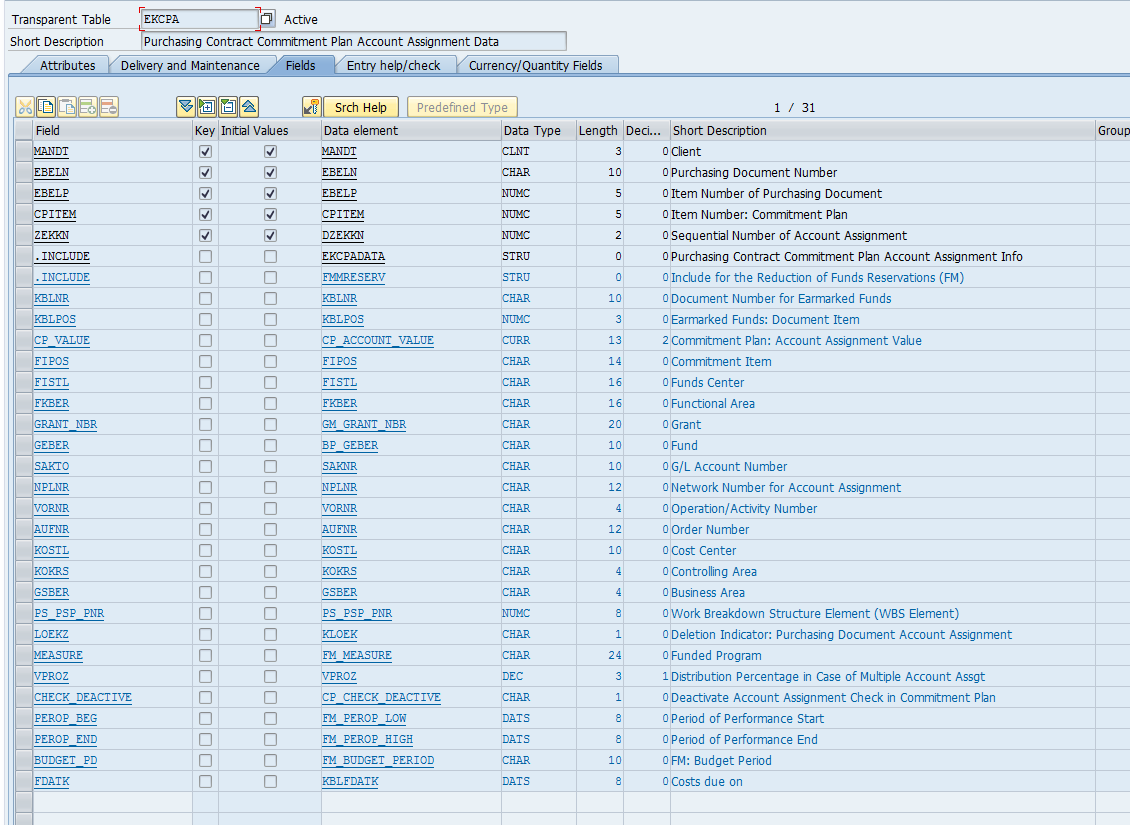 Transparent Table EKCPA Active
Short Description Purchasing Contract Commitment Plan Account Assignment Data
Attributes Delivery and Maintenance Fields Entry help/check Currency/Quantity Fields
Srch Help Predefined Type 1 / 31
Field Key Initial Values Data element Data Type Length Deci... Short Description Group
MANDT MANDT CLNT 3 0 Client
EBELN EBELN CHAR 10 0 Purchasing Document Number
EBELP EBELP NUMC 5 0 Item Number of Purchasing Document
CPITEM CPITEM NUMC 5 0 Item Number: Commitment Plan
ZEKKN DZEKKN NUMC 2 0 Sequential Number of Account Assignment
.INCLUDE EKCPADATA STRU 0 0 Purchasing Contract Commitment Plan Account Assignment Info
.INCLUDE FMMRESERV STRU 0 0 Include for the Reduction of Funds Reservations (FM)
KBLNR KBLNR CHAR 10 0 Document Number for Earmarked Funds
KBLPOS KBLPOS NUMC 3 0 Earmarked Funds: Document Item
CP_VALUE CP_ACCOUNT_VALUE CURR 13 2 Commitment Plan: Account Assignment Value
FIPOS FIPOS CHAR 14 0 Commitment Item
FISTL FISTL CHAR 16 0 Funds Center
FKBER FKBER CHAR 16 0 Functional Area
GRANT_NBR GM_GRANT_NBR CHAR 20 0 Grant
GEBER BP_GEBER CHAR 10 0 Fund
SAKTO SAKNR CHAR 10 0 G/L Account Number
NPLNR NPLNR CHAR 12 0 Network Number for Account Assignment
VORNR VORNR CHAR 4 0 Operation/Activity Number
AUFNR AUFNR CHAR 12 0 Order Number
KOSTL KOSTL CHAR 10 0 Cost Center
KOKRS KOKRS CHAR 4 0 Controlling Area
GSBER GSBER CHAR 4 0 Business Area
PS_PSP_PNR PS_PSP_PNR NUMC 8 0 Work Breakdown Structure Element (WBS Element)
LOEKZ KLOEK CHAR 1 0 Deletion Indicator: Purchasing Document Account Assignment
MEASURE FM_MEASURE CHAR 24 0 Funded Program
VPROZ VPROZ DEC 3 1 Distribution Percentage in Case of Multiple Account Assgt
CHECK_DEACTIVE CP_CHECK_DEACTIVE CHAR 1 0 Deactivate Account Assignment Check in Commitment Plan
PEROP_BEG FM_PEROP_LOW DATS 8 0 Period of Performance Start
PEROP_END FM_PEROP_HIGH DATS 8 0 Period of Performance End
BUDGET_PD FM_BUDGET_PERIOD CHAR 10 0 FM: Budget Period
FDATK KBLFDATK DATS 8 0 Costs due on